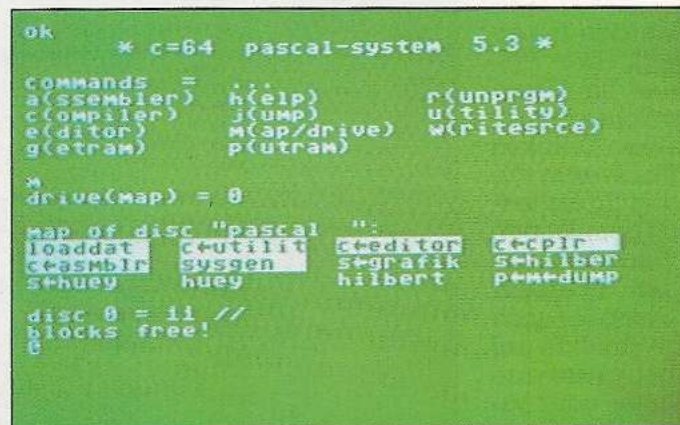 ok
* c=64 pascal-system 5.3 *
commands = ...
a(ssembler) h(elp) r(unprgm)
c(ompiler) j(ump) u(tility)
e(ditor) m(ap/drive) w(ritesrce)
g(etram) p(utram)
m
drive(map) = 0
map of disc "pascal ":
loaddat c←utilit c←editor c←cplr
c←asmblr sysgen s←grafik s←hilber
s←huey huey hilbert p←m←dump
disc 0 = ii //
blocks free!